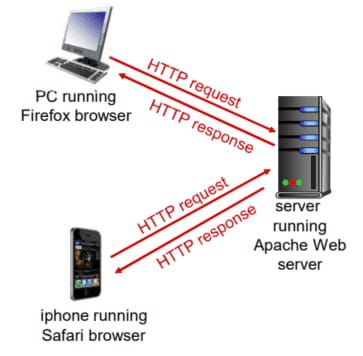 HTTP request
HTTP response
PC running
Firefox browser
HTTP request
HTTP response
server
running
Apache Web
server
iphone running
Safari browser